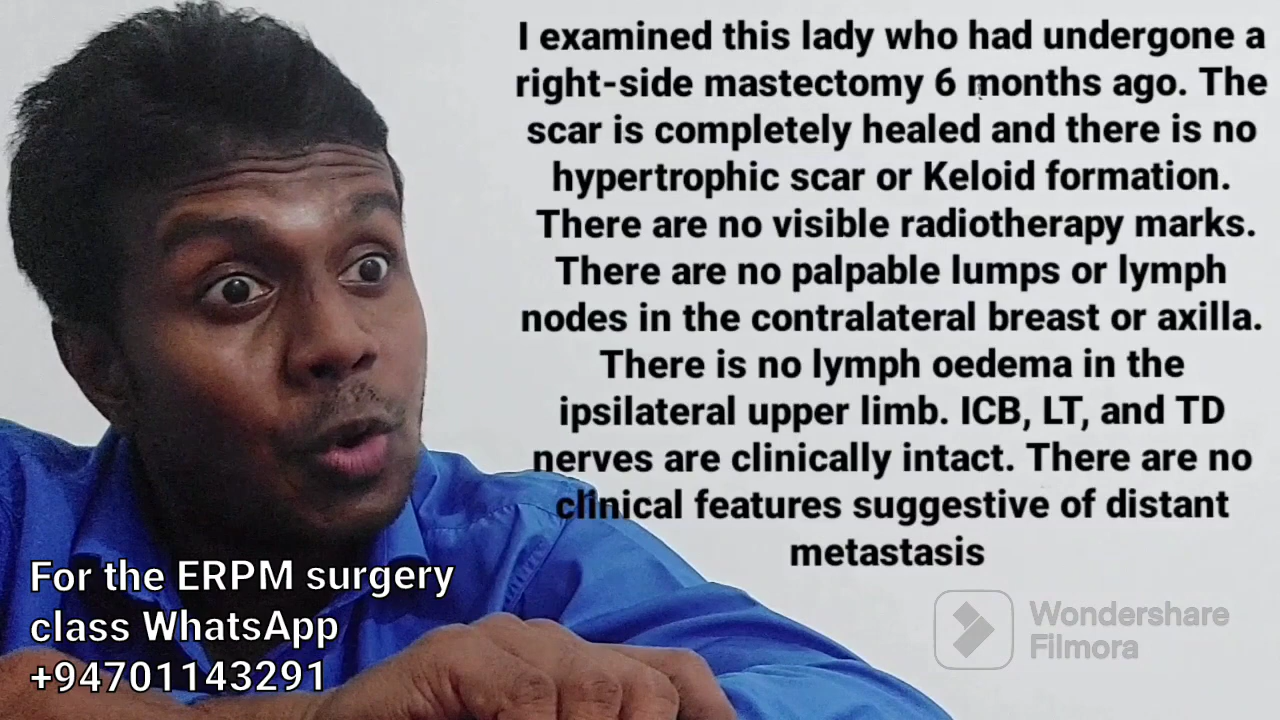 I examined this lady who had undergone a
right-side mastectomy 6 months ago. The
scar is completely healed and there is no
hypertrophic scar or Keloid formation.
There are no visible radiotherapy marks.
There are no palpable lumps or lymph
nodes in the contralateral breast or axilla.
There is no lymph oedema in the
ipsilateral upper limb. ICB, LT, and TD
nerves are clinically intact. There are no
clinical features suggestive of distant
metastasis
For the ERPM surgery
class WhatsApp
+94701143291
Wondershare
Filmora